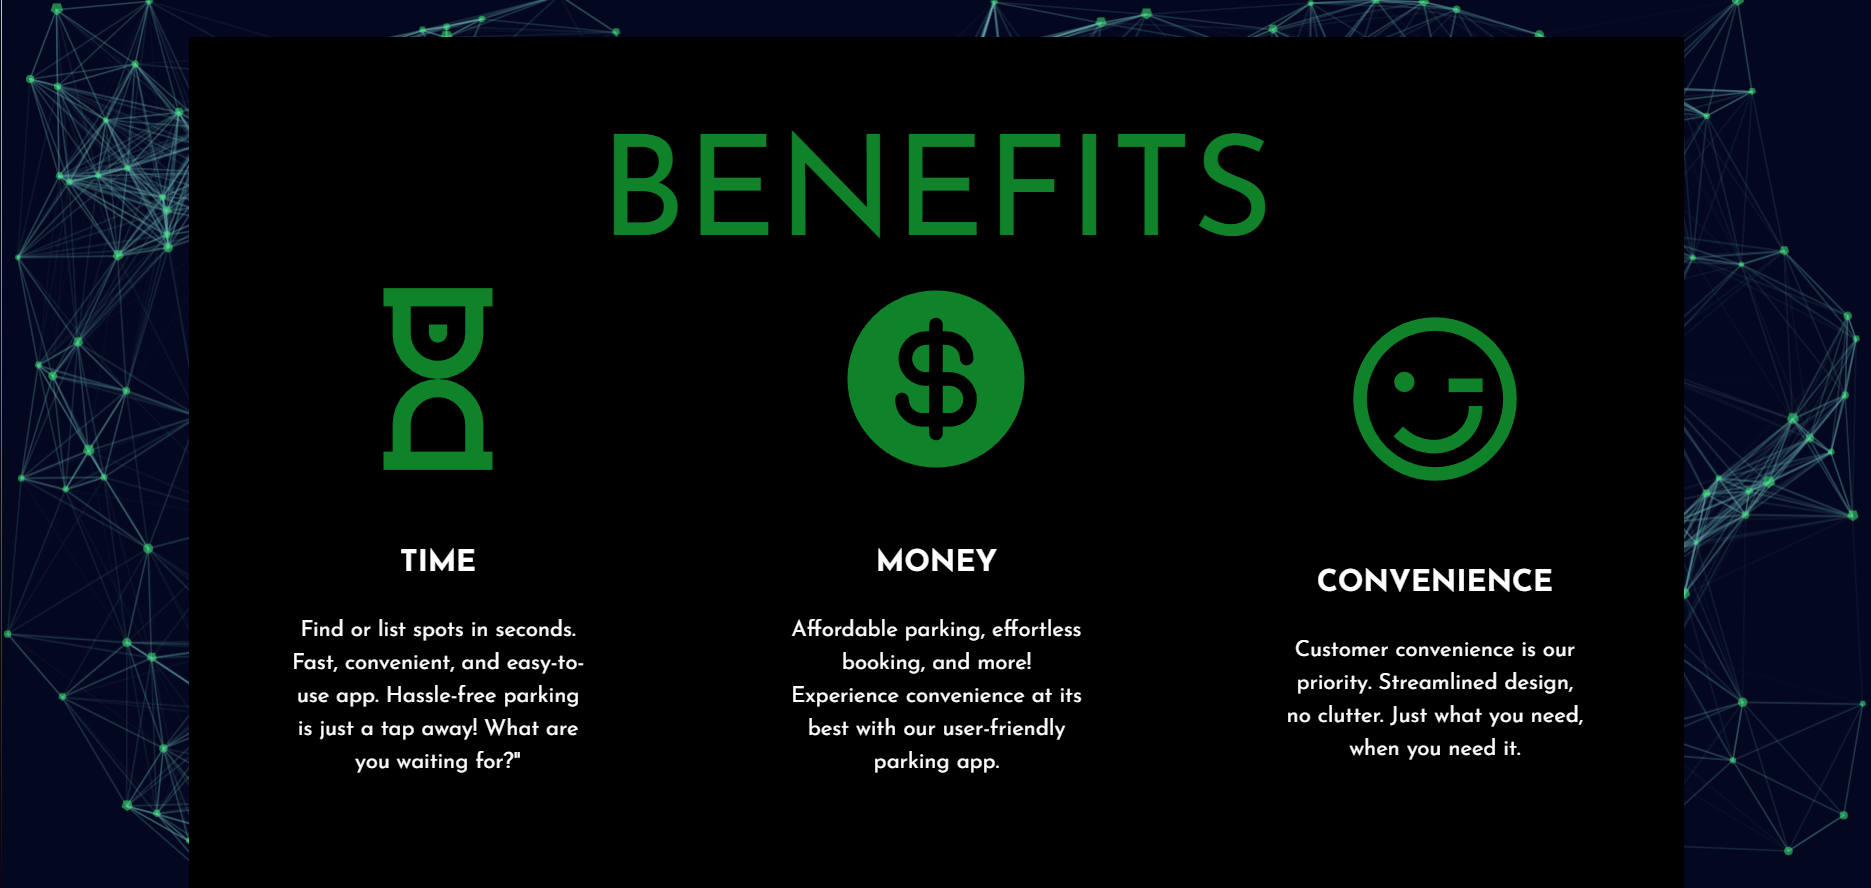 BENEFITS
TIME
Find or list spots in seconds.
Fast, convenient, and easy-to-
use app. Hassle-free parking
is just a tap away! What are
you waiting for?"
MONEY
Affordable parking, effortless
booking, and more!
Experience convenience at its
best with our user-friendly
parking app.
CONVENIENCE
Customer convenience is our
priority. Streamlined design,
no clutter. Just what you need,
when you need it.